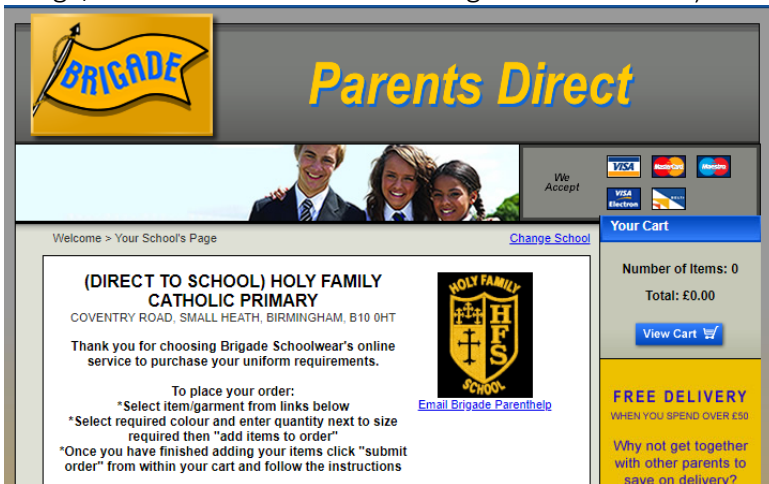 BRIGADE
Parents Direct
We
Accept
VISA
MasterCard
Maestro
VISA
Electron
Welcome > Your School's Page
Change School
(DIRECT TO SCHOOL) HOLY FAMILY
CATHOLIC PRIMARY
COVENTRY ROAD, SMALL HEATH, BIRMINGHAM, B10 0HT
Thank you for choosing Brigade Schoolwear's online
service to purchase your uniform requirements.
To place your order:
*Select item/garment from links below
*Select required colour and enter quantity next to size
required then "add items to order"
*Once you have finished adding your items click "submit
order" from within your cart and follow the instructions
HOLY FAMILY
HFS
SCHOOL
Email Brigade Parenthelp
Your Cart
Number of Items: 0
Total: £0.00
View Cart
FREE DELIVERY
WHEN YOU SPEND OVER £50
Why not get together
with other parents to
save on delivery?